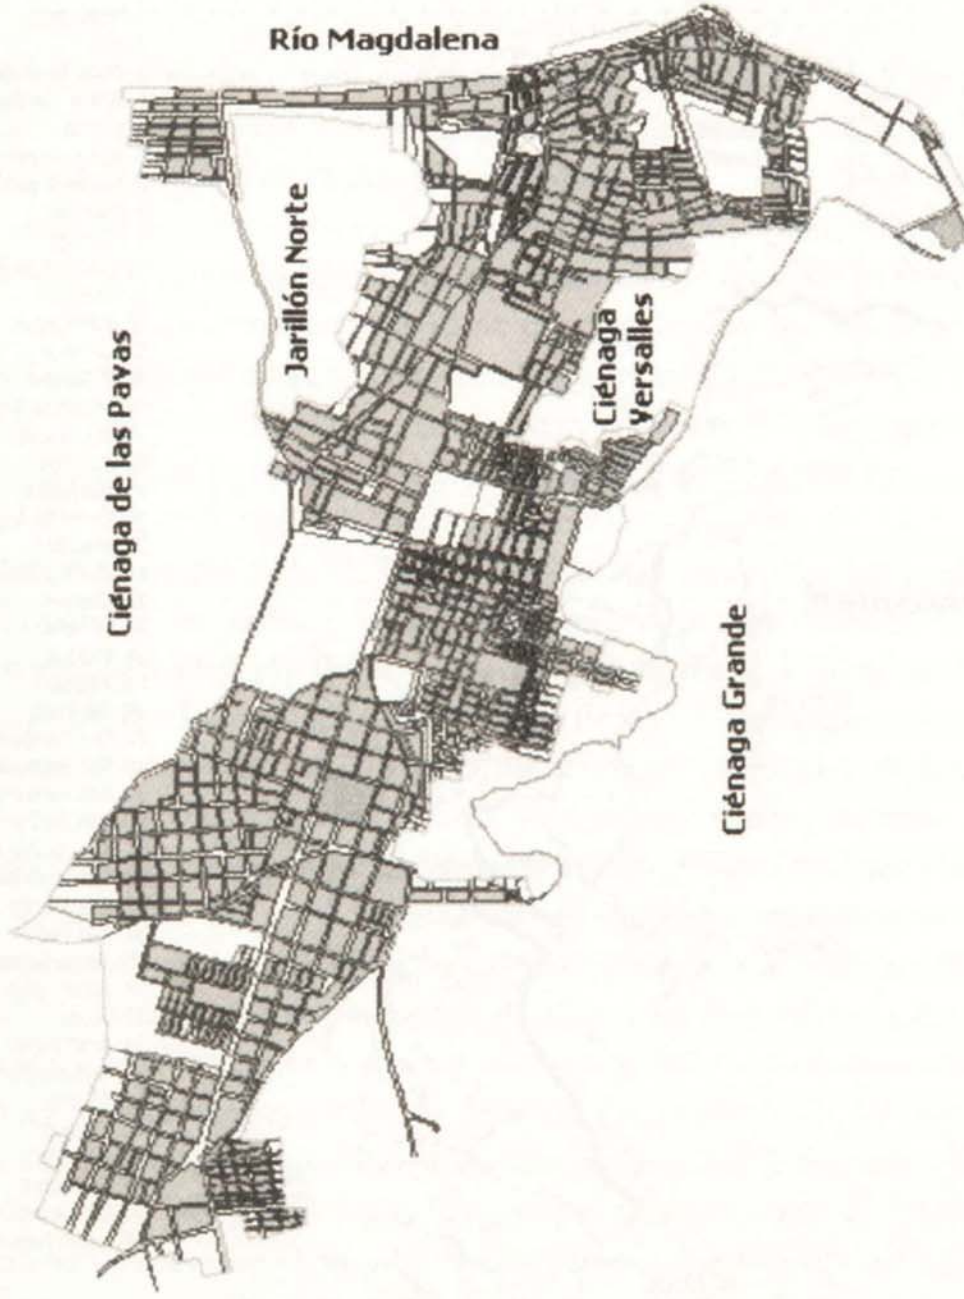 Río Magdalena
Jarillón Norte
Ciénaga de las Pavas
Ciénaga
Versalles
Ciénaga Grande